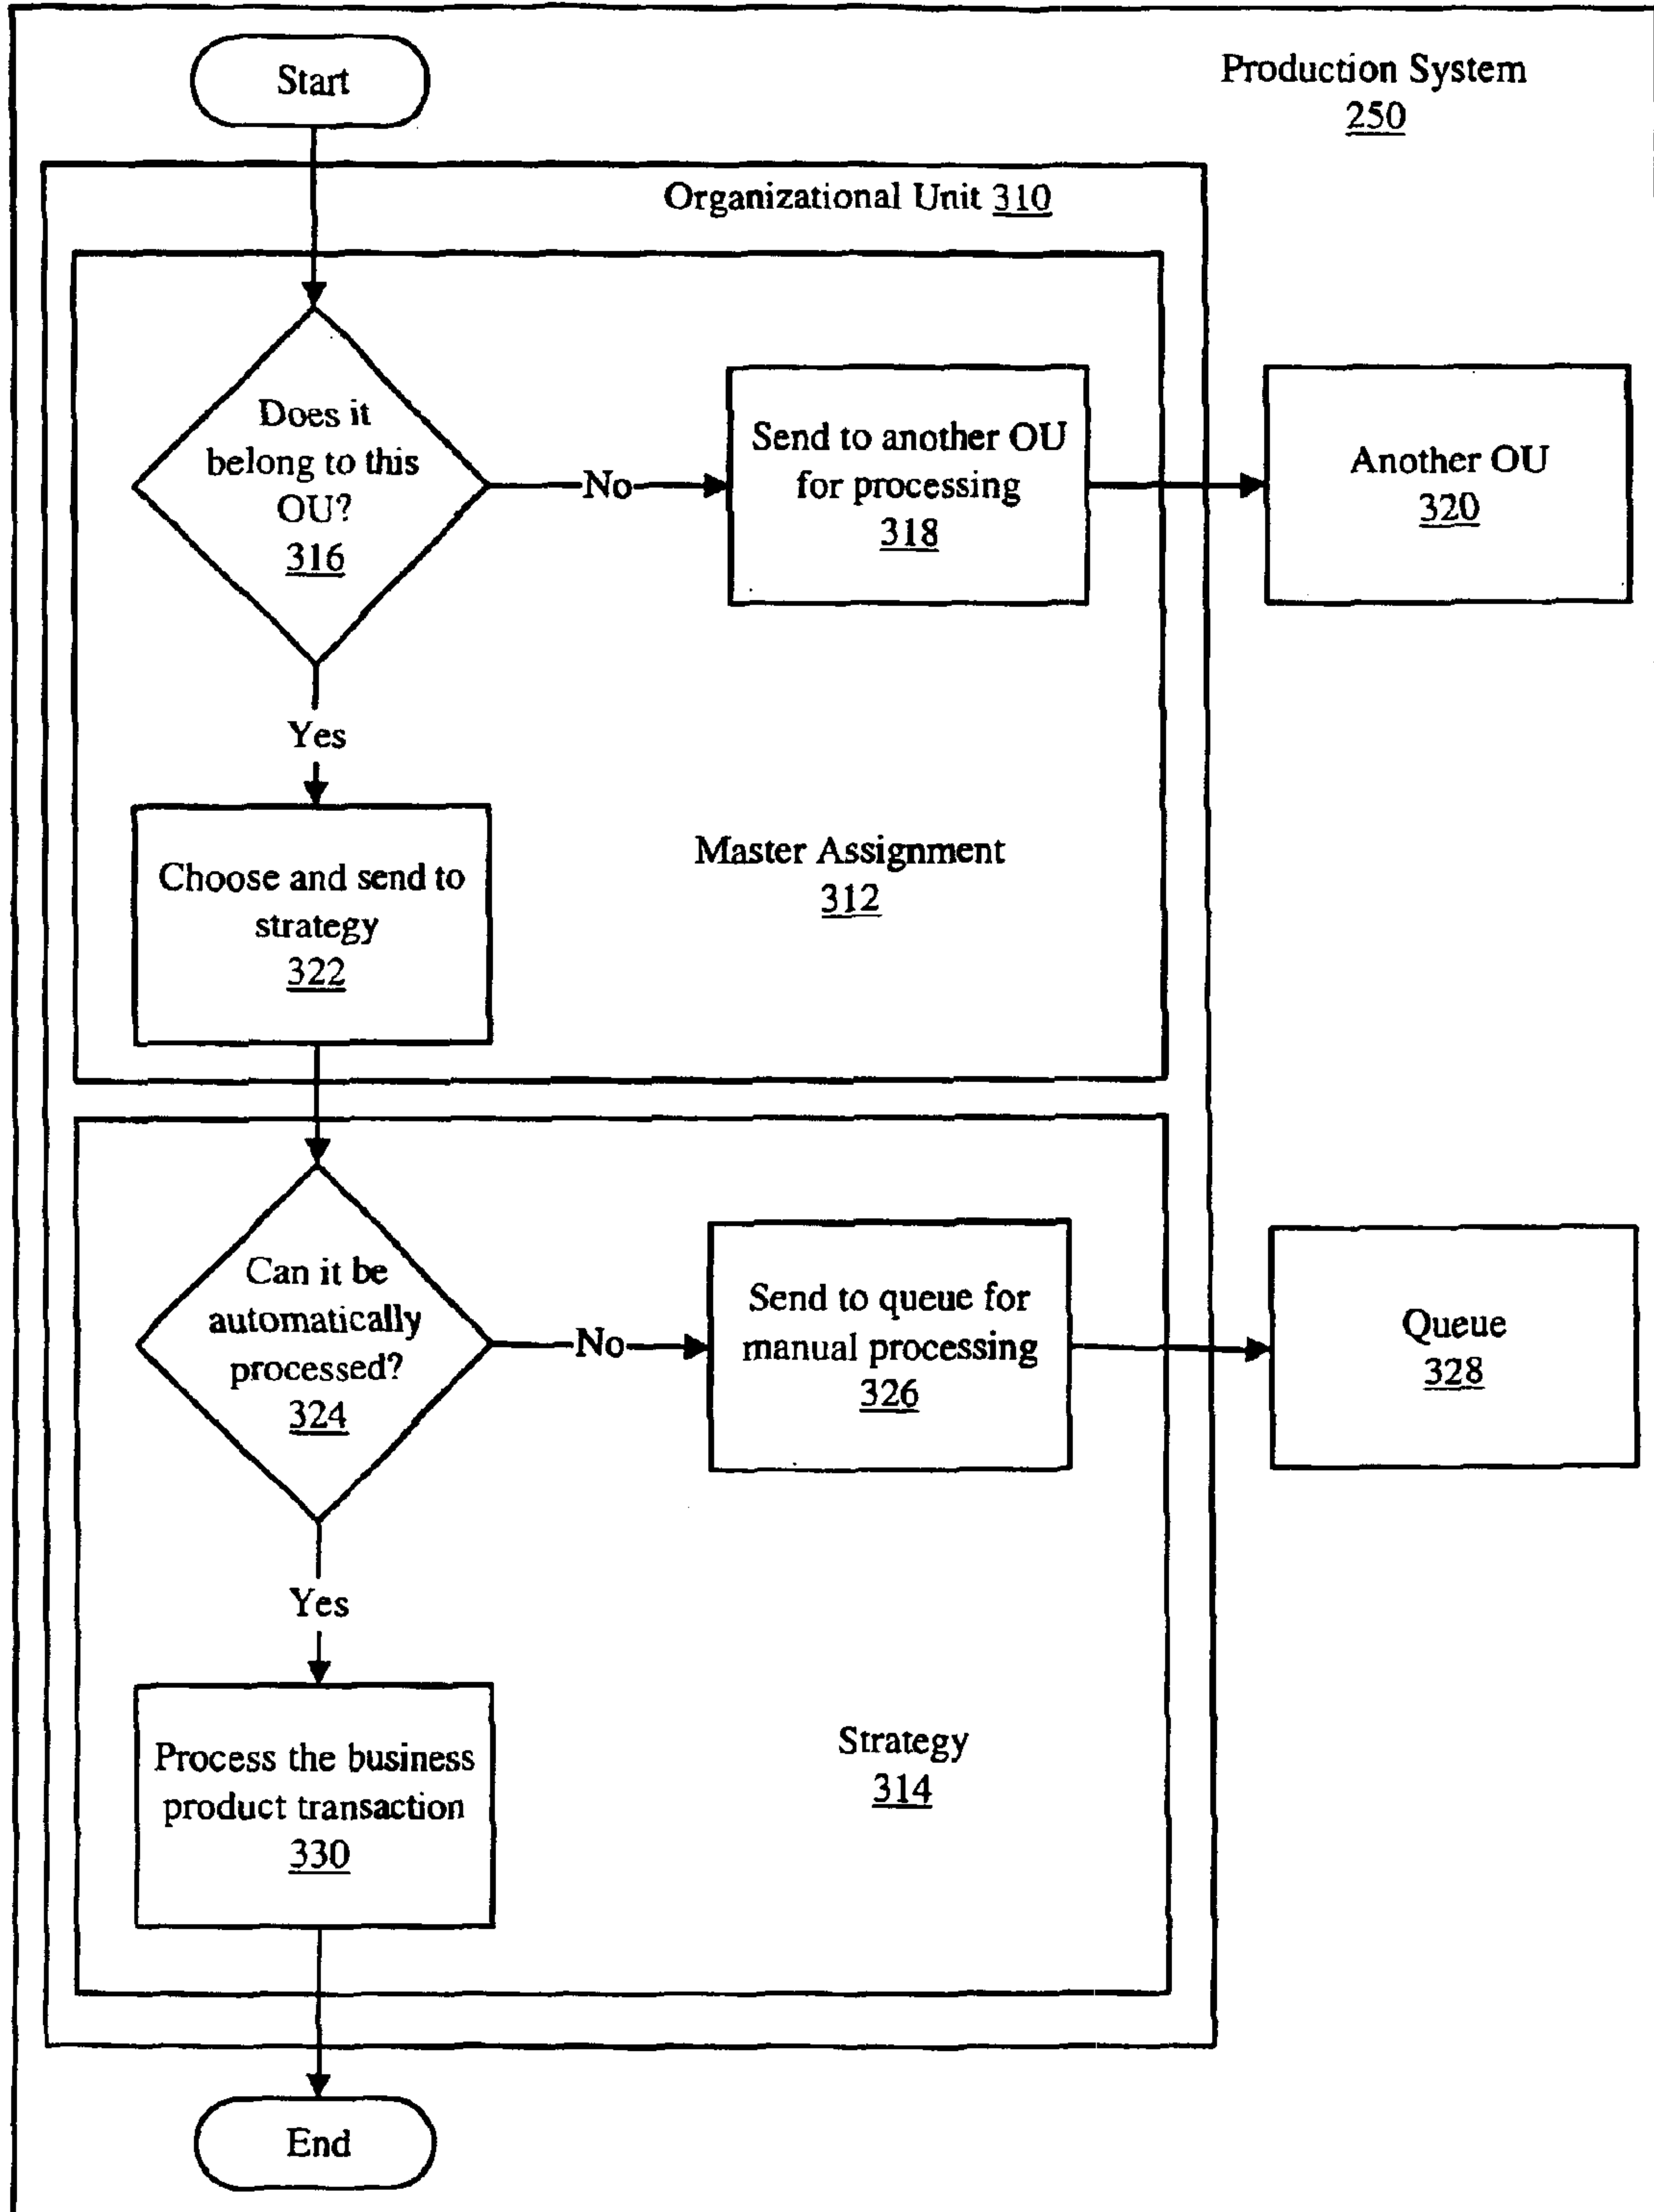 Start
Production System
250
Organizational Unit 310
Does it
belong to this
OU?
316
No
Send to another OU
for processing
318
Another OU
320
Yes
Choose and send to
strategy
322
Master Assignment
312
Can it be
automatically
processed?
324
No
Send to queue for
manual processing
326
Queue
328
Yes
Process the business
product transaction
330
Strategy
314
End